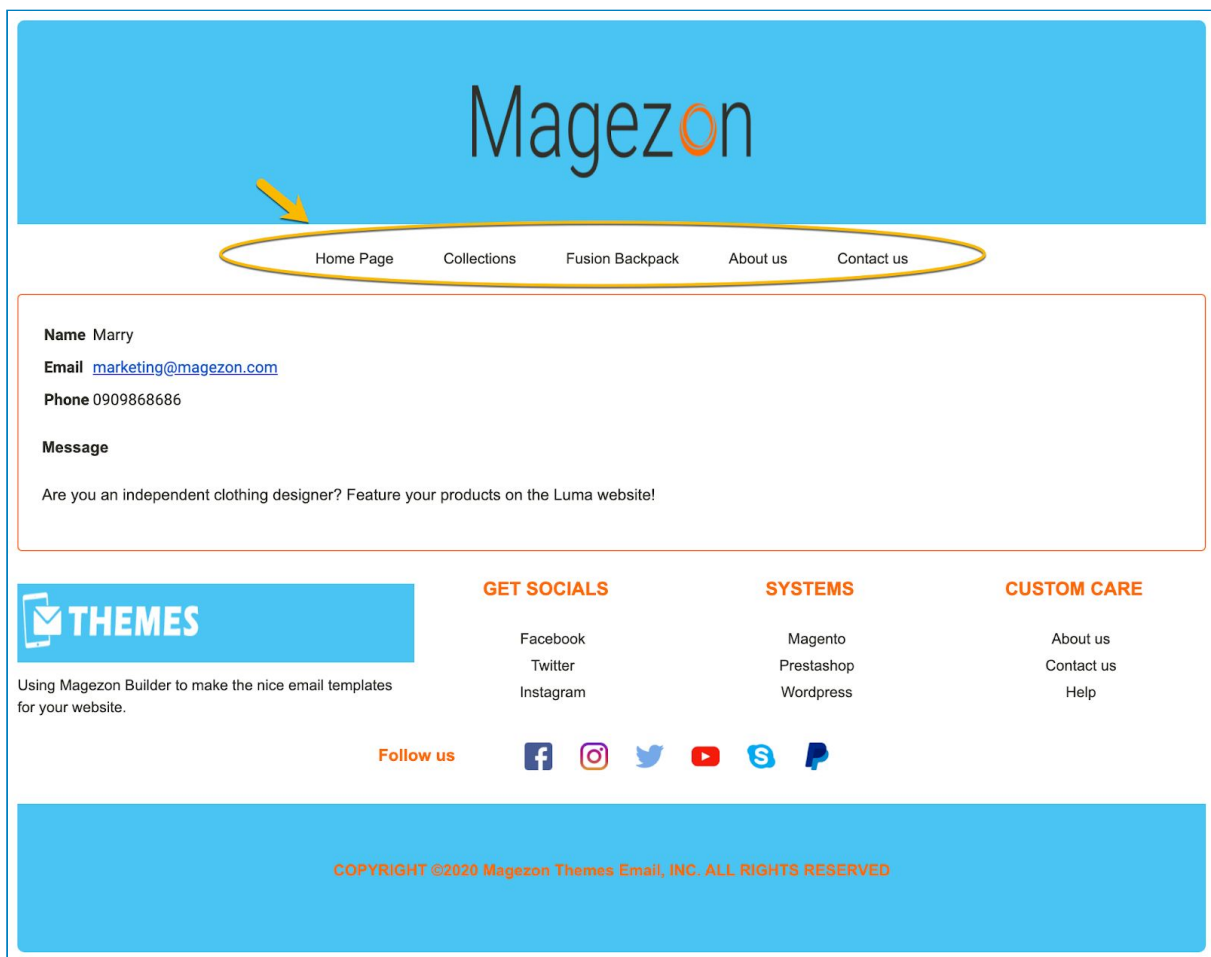 Magezon
Home Page Collections Fusion Backpack About us Contact us
Name Marry
Email marketing@magezon.com
Phone 0909868686
Message
Are you an independent clothing designer? Feature your products on the Luma website!
THEMES
Using Magezon Builder to make the nice email templates
for your website.
GET SOCIALS
Facebook
Twitter
Instagram
SYSTEMS
Magento
Prestashop
Wordpress
CUSTOM CARE
About us
Contact us
Help
Follow us
COPYRIGHT ©2020 Magezon Themes Email, INC. ALL RIGHTS RESERVED